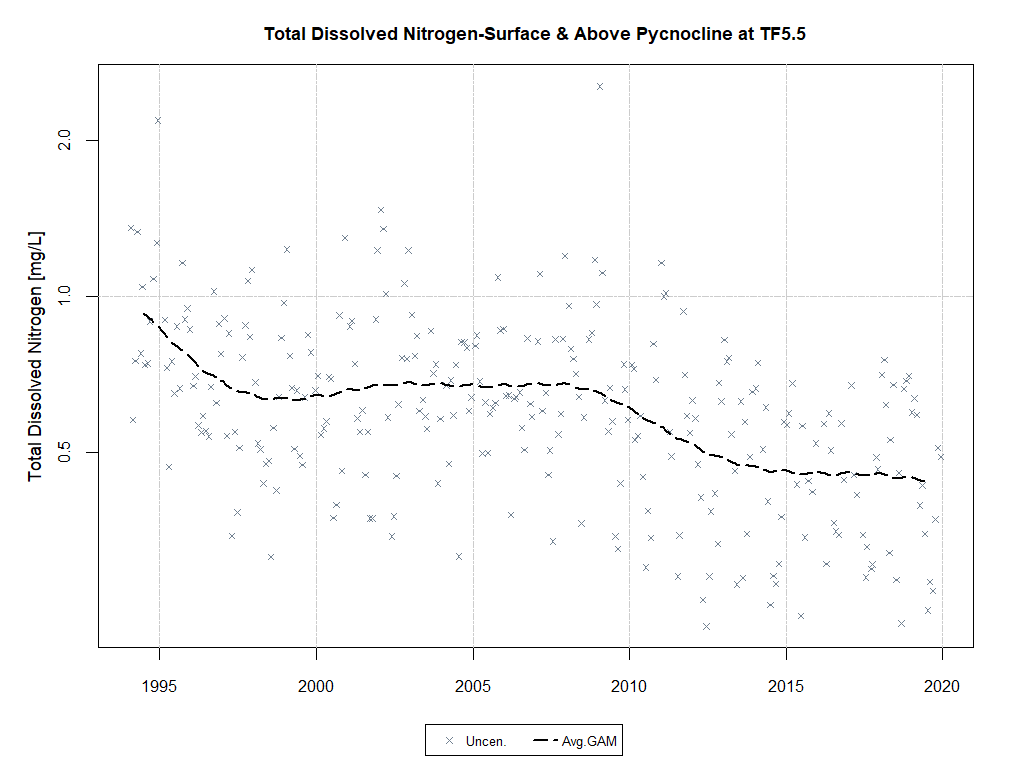 Total Dissolved Nitrogen-Surface & Above Pycnocline at TF5.5
Total Dissolved Nitrogen [mg/L]
2.0
1.0
0.5
1995 2000 2005 2010 2015 2020
Uncen. Avg.GAM